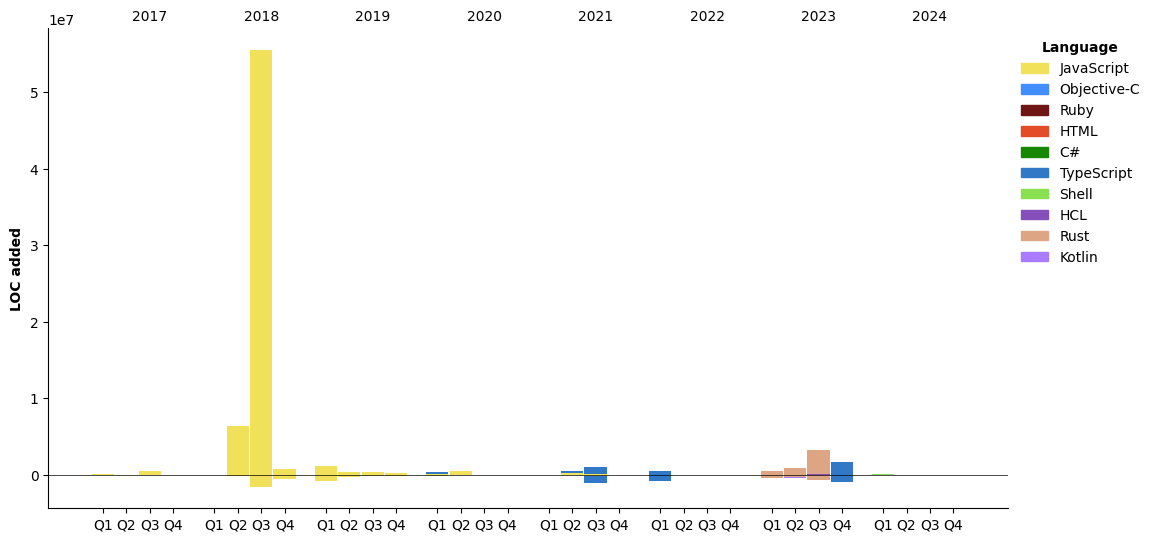 1e7
2017 2018 2019 2020 2021 2022 2023 2024
Language
JavaScript
Objective-C
Ruby
HTML
C#
TypeScript
Shell
HCL
Rust
Kotlin
LOC added
5
4
3
2
1
0
Q1 Q2 Q3 Q4 Q1 Q2 Q3 Q4 Q1 Q2 Q3 Q4 Q1 Q2 Q3 Q4 Q1 Q2 Q3 Q4 Q1 Q2 Q3 Q4 Q1 Q2 Q3 Q4 Q1 Q2 Q3 Q4